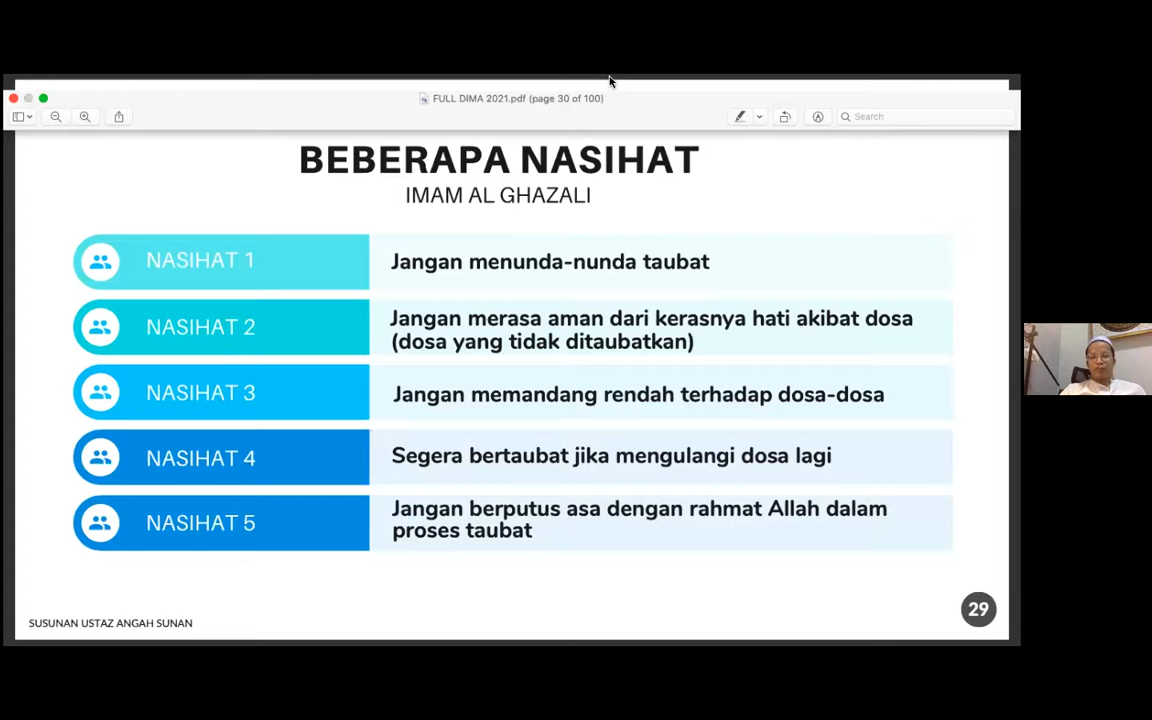 FULL DIMA 2021.pdf (page 30 of 100)
Search
BEBERAPA NASIHAT
IMAM AL GHAZALI
NASIHAT 1
Jangan menunda-nunda taubat
NASIHAT 2
Jangan merasa aman dari kerasnya hati akibat dosa
(dosa yang tidak ditaubatkan)
NASIHAT 3
Jangan memandang rendah terhadap dosa-dosa
NASIHAT 4
Segera bertaubat jika mengulangi dosa lagi
NASIHAT 5
Jangan berputus asa dengan rahmat Allah dalam
proses taubat
29
SUSUNAN USTAZ ANGAH SUNAN